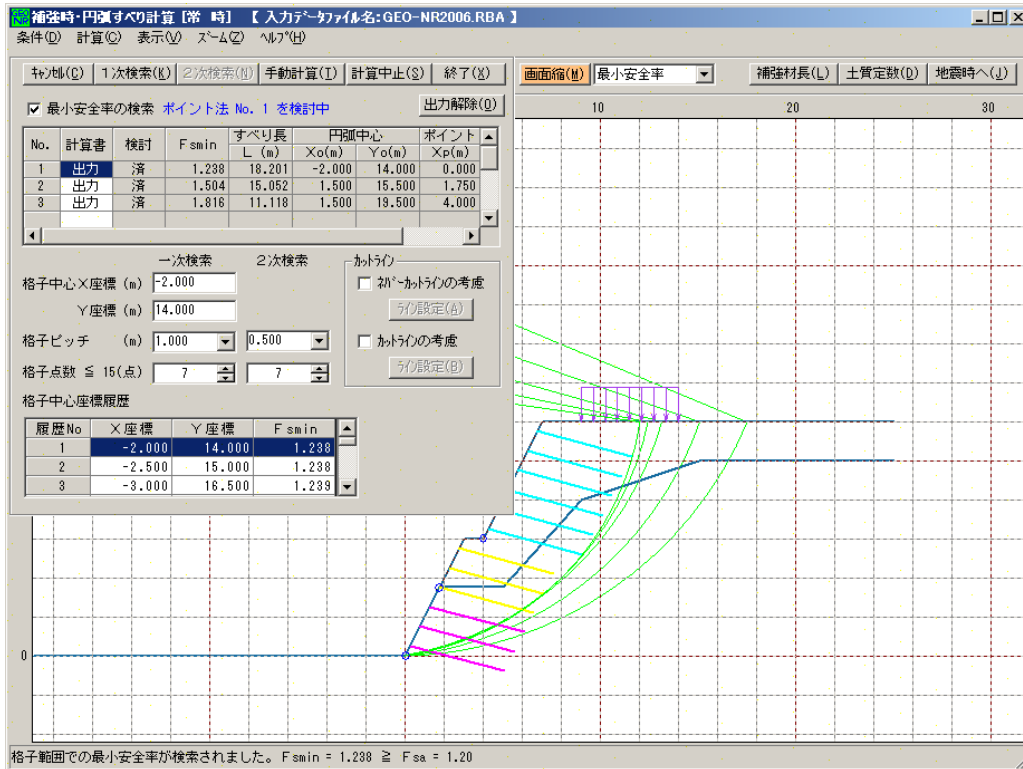 補強時・円弧すべり計算 [常　時]　【 入力ﾃﾞｰﾀﾌｧｲﾙ名:GEO-NR2006.RBA 】
条件(D)　計算(C)　表示(V)　ｽﾞｰﾑ(Z)　ﾍﾙﾌﾟ(H)
ｷｬﾝｾﾙ(C)　1次検索(K)　2次検索(N)　手動計算(I)　計算中止(S)　終了(X)　画面縮(M)　最小安全率　補強材長(L)　土質定数(D)　地震時へ(J)
最小安全率の検索　ポイント法 No. 1 を検討中　出力解除(O)
10　20　30
No.　計算書　検討　Fsmin　すべり長 L (m)　円弧中心 Xo(m)　Yo(m)　ポイント Xp(m)
1　出力　済　1.238　18.201　-2.000　14.000　0.000
2　出力　済　1.504　15.052　1.500　15.500　1.750
3　出力　済　1.816　11.118　1.500　19.500　4.000
一次検索　2次検索　ｶｯﾄﾗｲﾝ
格子中心X座標 (m)　-2.000　ﾈﾊﾞｰｶｯﾄﾗｲﾝの考慮
Y座標 (m)　14.000　ﾗｲﾝ設定(A)
格子ピッチ　(m)　1.000　0.500　ｶｯﾄﾗｲﾝの考慮
格子点数 ≦ 15(点)　7　7　ﾗｲﾝ設定(B)
格子中心座標履歴
履歴No　X座標　Y座標　Fsmin
1　-2.000　14.000　1.238
2　-2.500　15.000　1.238
3　-3.000　16.500　1.239
0
格子範囲での最小安全率が検索されました。Fsmin = 1.238 ≧ Fsa = 1.20